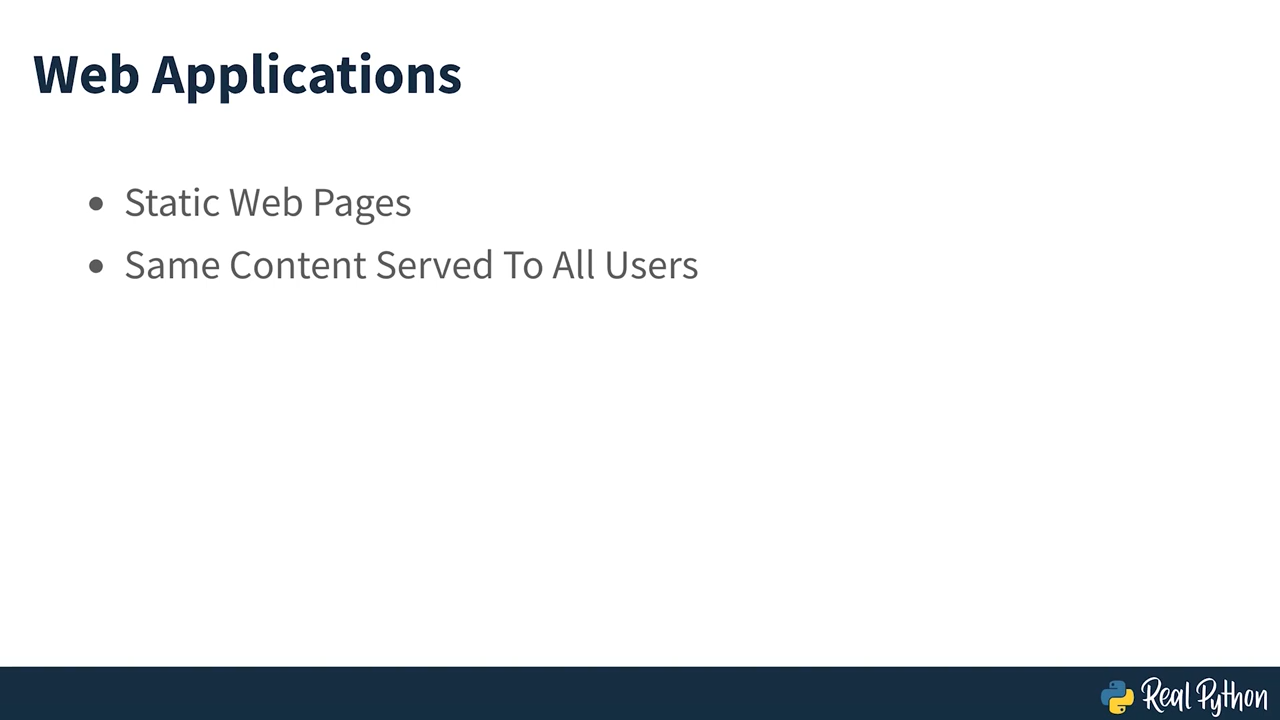 Web Applications
• Static Web Pages
• Same Content Served To All Users
Real Python